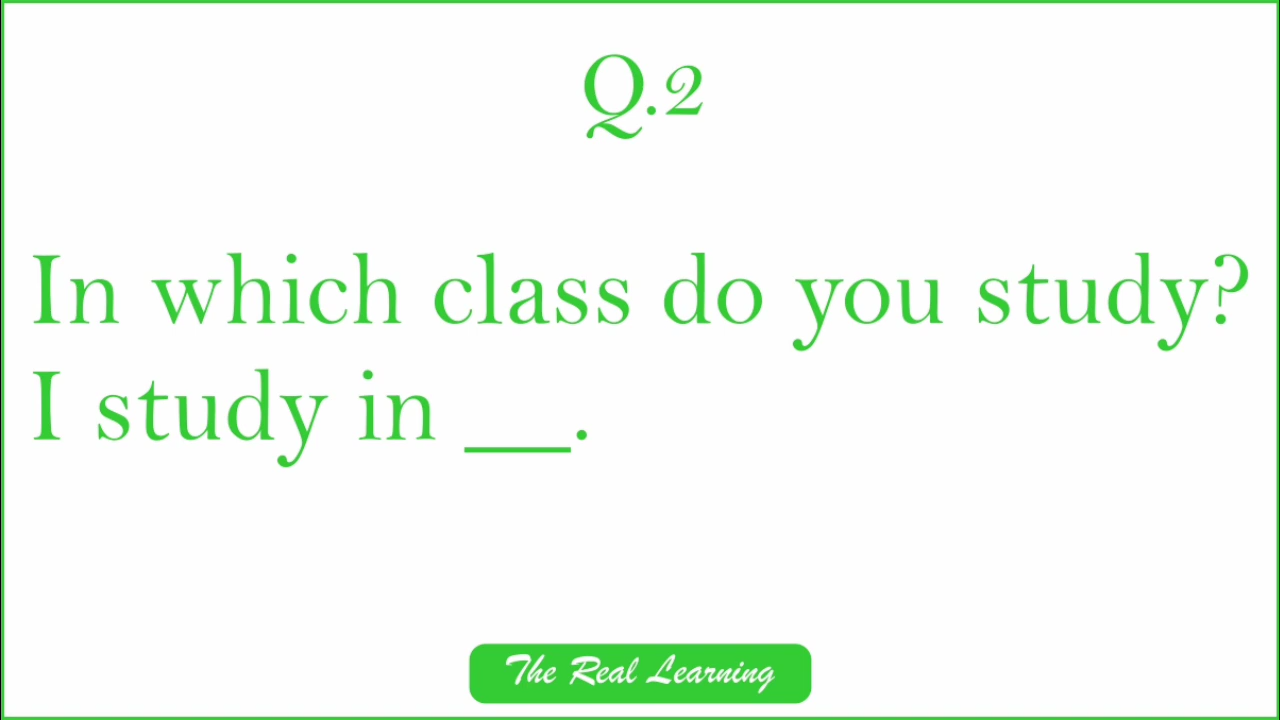 Q.2
In which class do you study?
I study in __.
The Real Learning